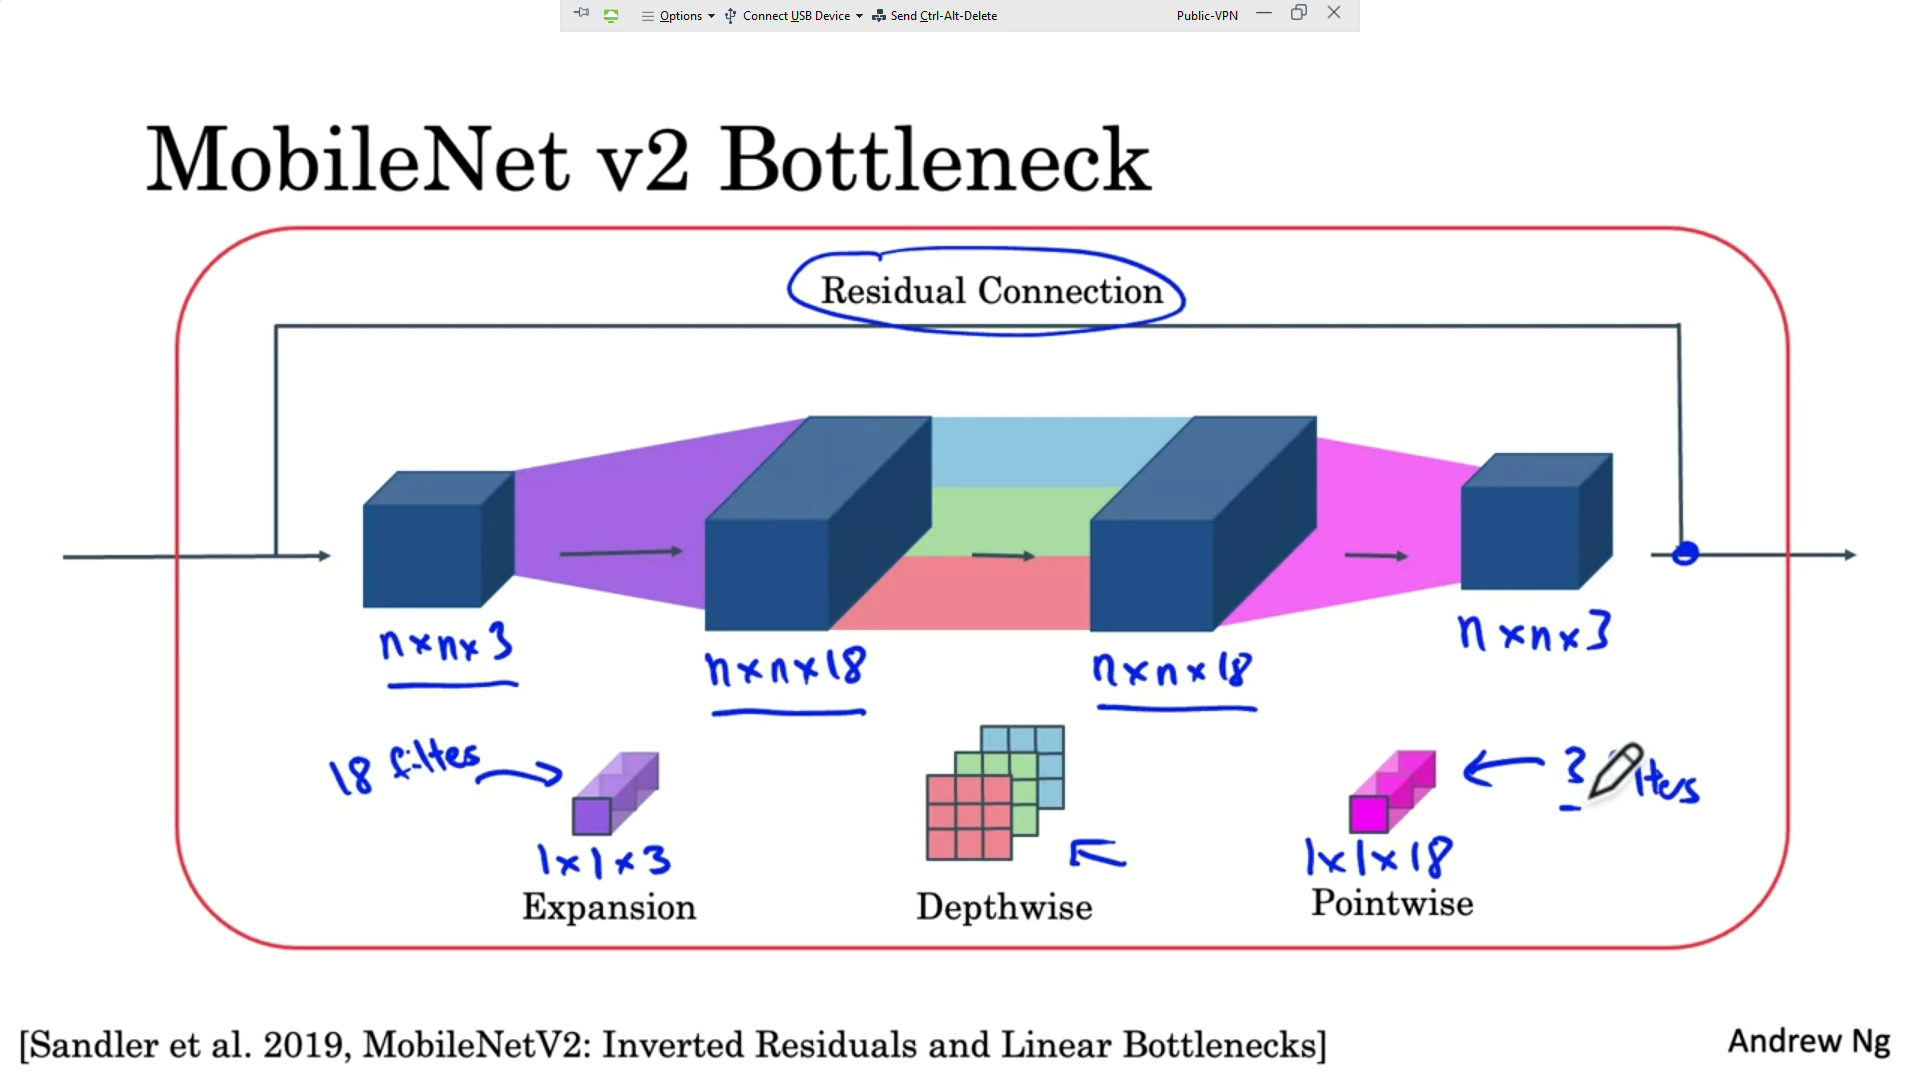 Options Connect USB Device Send Ctrl-Alt-Delete Public-VPN
MobileNet v2 Bottleneck
Residual Connection
n×n×3
n×n×18
n×n×18
n×n×3
18 filtes
3
1×1×3
1×1×18
Expansion
Depthwise
Pointwise
[Sandler et al. 2019, MobileNetV2: Inverted Residuals and Linear Bottlenecks]
Andrew Ng